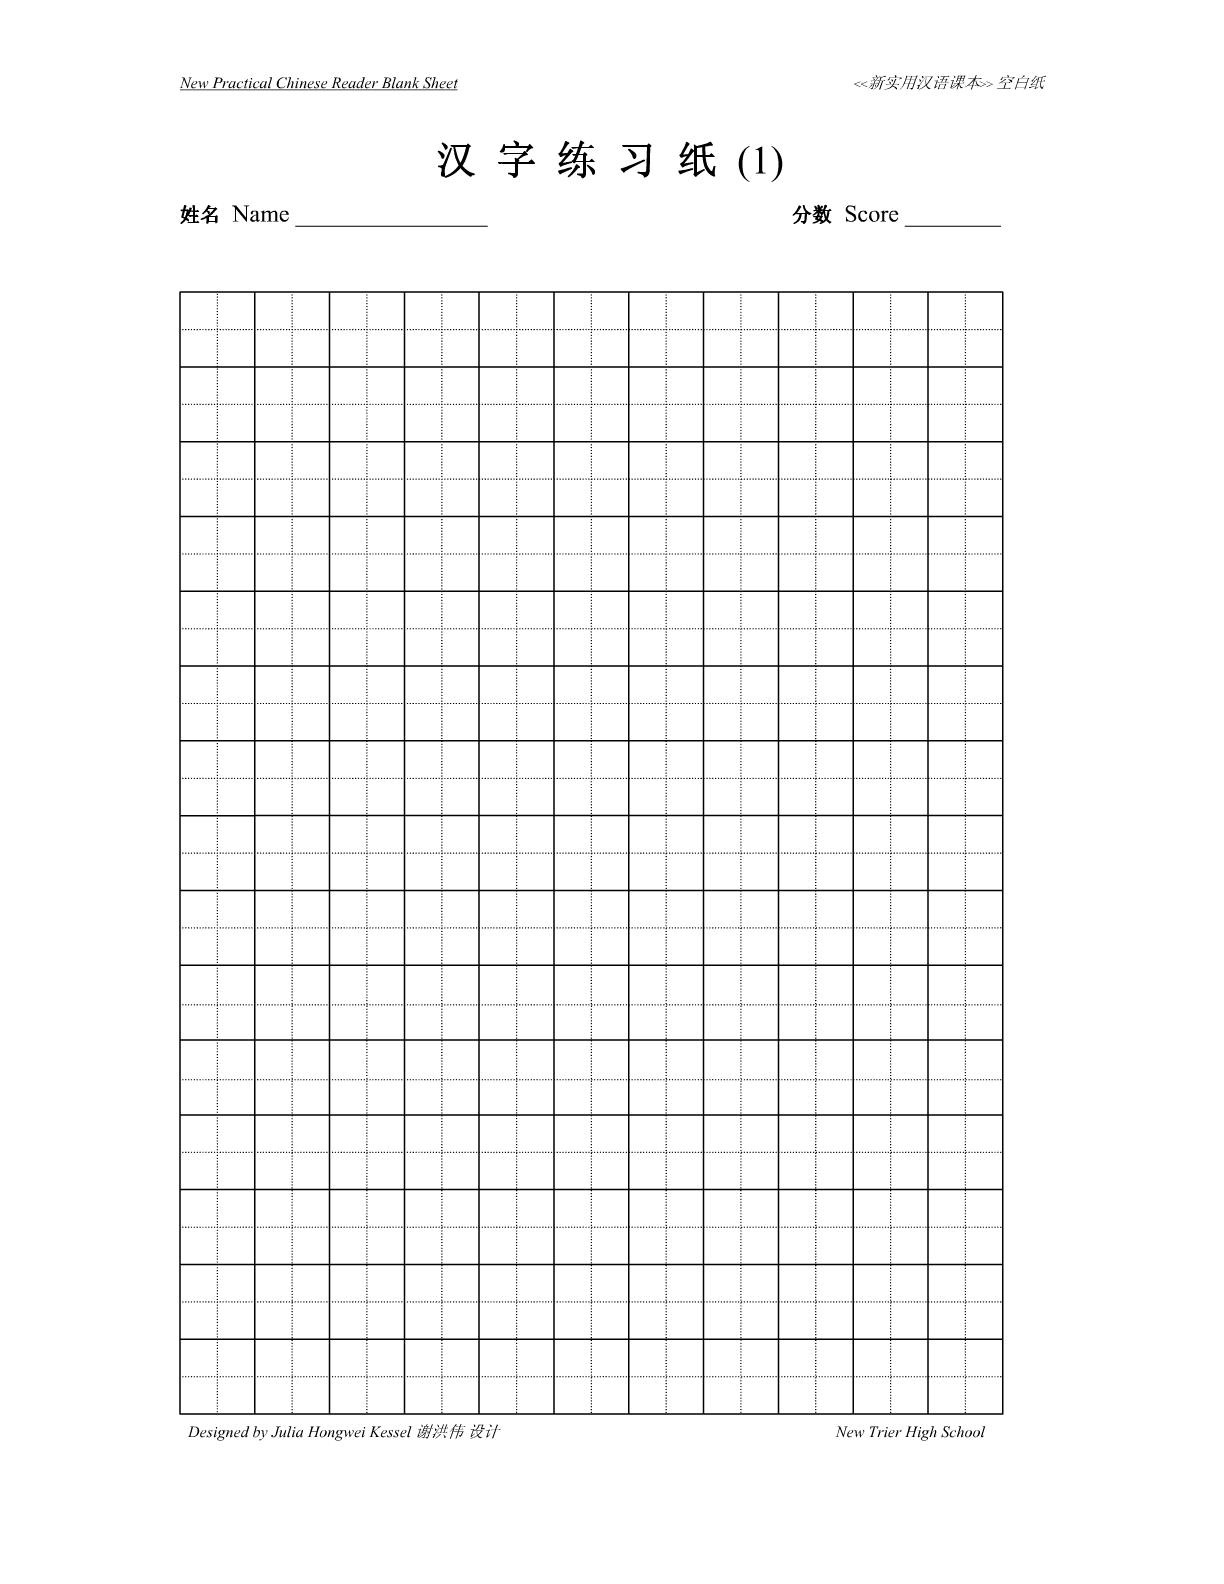 New Practical Chinese Reader Blank Sheet <<新实用汉语课本>> 空白纸
汉 字 练 习 纸 (1)
姓名 Name ________________ 分数 Score ________
Designed by Julia Hongwei Kessel 谢洪伟 设计 New Trier High School